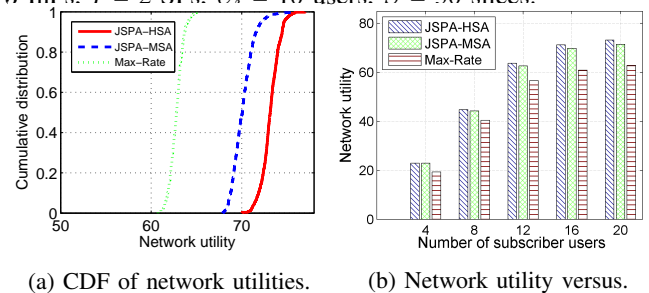 users,
1
0.8
0.6
0.4
0.2
0
50
60
70
Cumulative distribution
Network utility
JSPA-HSA
JSPA-MSA
Max-Rate
80
60
40
20
0
4
8
12
16
20
Network utility
Number of subscriber users
JSPA-HSA
JSPA-MSA
Max-Rate
(a) CDF of network utilities.
(b) Network utility versus.